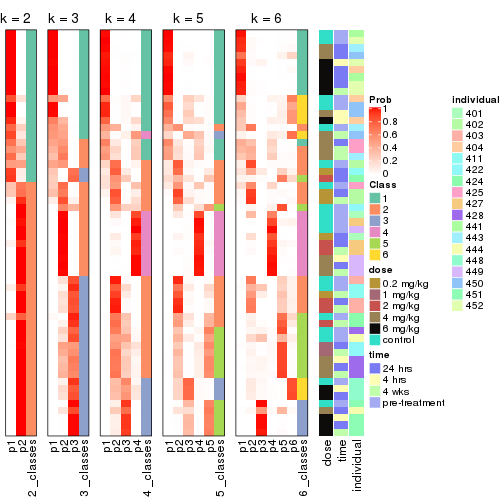 k = 2
k = 3
k = 4
k = 5
k = 6
p1
p2
2_classes
p1
p2
p3
3_classes
p1
p2
p3
p4
4_classes
p1
p2
p3
p4
p5
5_classes
p1
p2
p3
p4
p5
p6
6_classes
dose
time
individual
Prob
1
0.8
0.6
0.4
0.2
0
Class
1
2
3
4
5
6
dose
0.2 mg/kg
1 mg/kg
2 mg/kg
4 mg/kg
6 mg/kg
control
time
24 hrs
4 hrs
4 wks
pre-treatment
Individual
401
402
403
404
411
422
424
425
427
428
441
443
444
448
449
450
451
452